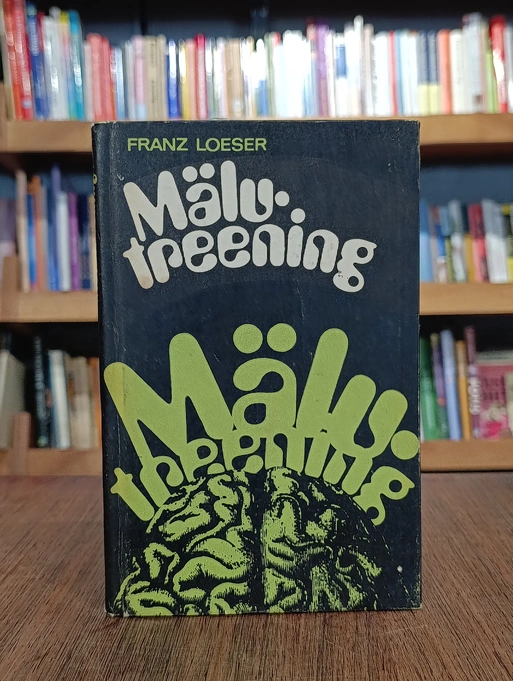 FRANZ LOESER
Mälu-
treening
Mälu-
treening